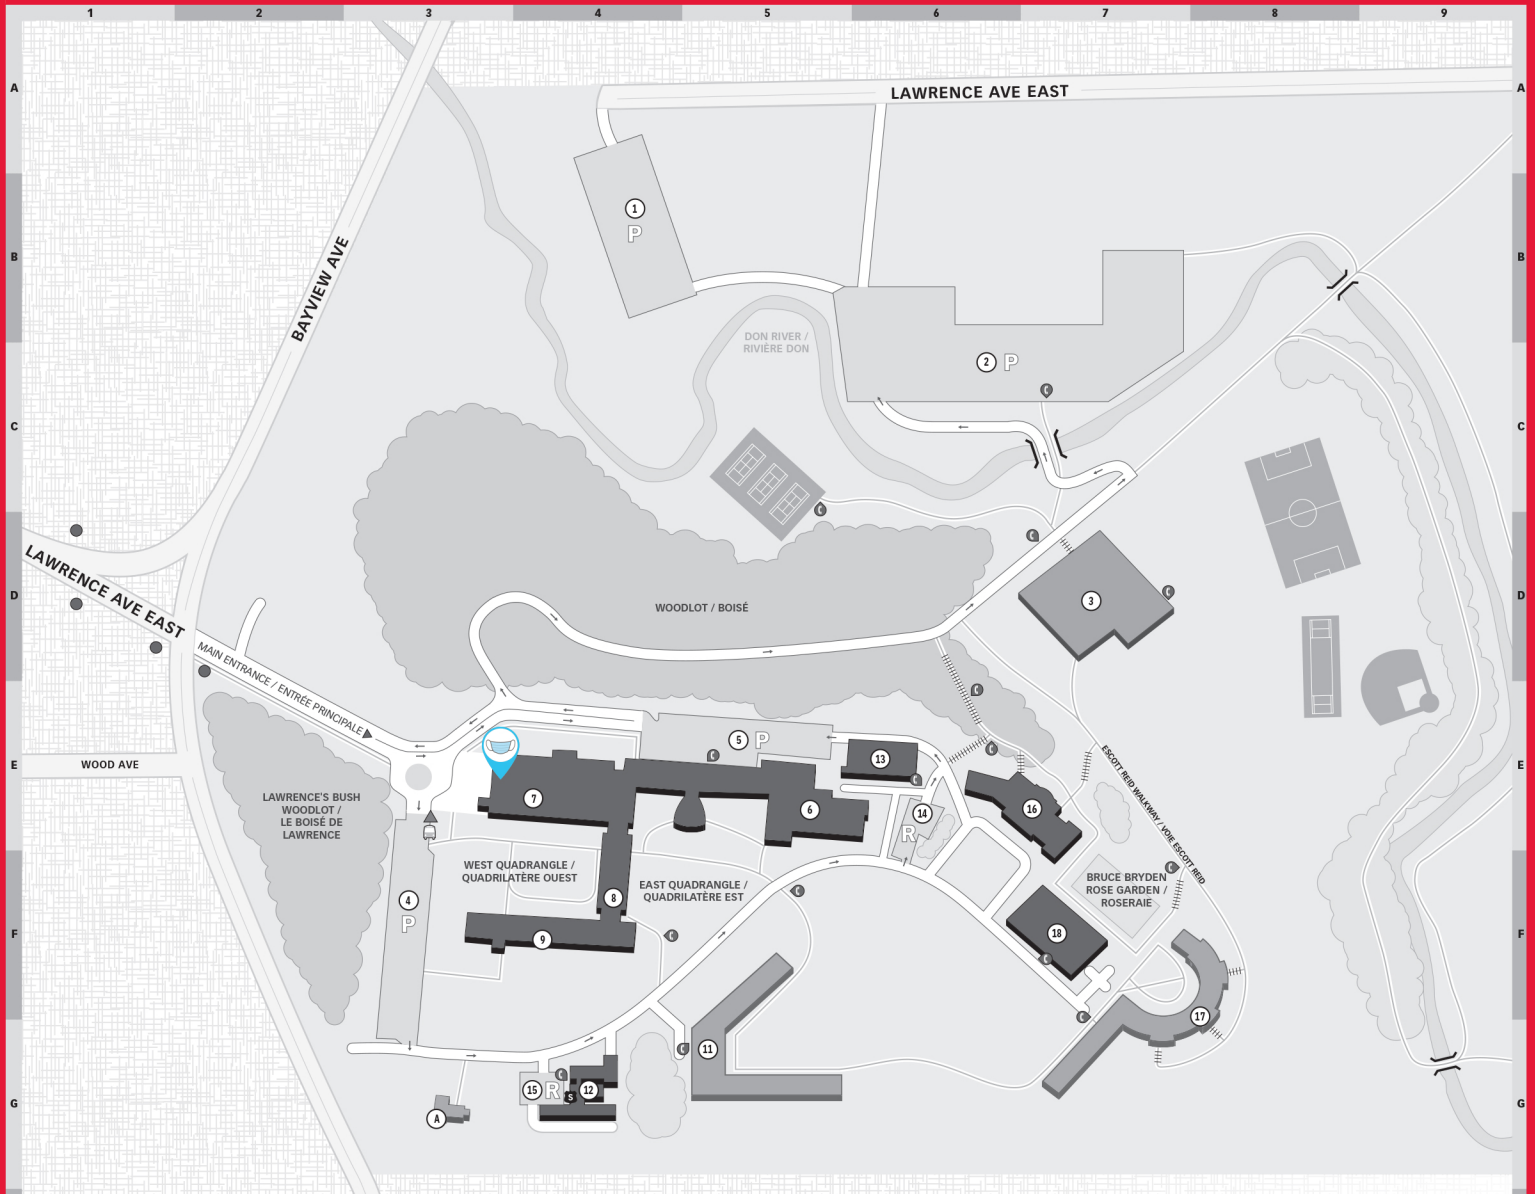 1 2 3 4 5 6 7 8 9
A A
LAWRENCE AVE EAST
1
P
BAYVIEW AVE
B B
DON RIVER /
RIVIÈRE DON
2 P
C C
LAWRENCE AVE EAST
D D
WOODLOT / BOISÉ
3
MAIN ENTRANCE / ENTRÉE PRINCIPALE
5 P
13
E E
WOOD AVE
ESCOTT REID WALKWAY / VOIE ESCOTT REID
LAWRENCE'S BUSH
WOODLOT /
LE BOISÉ DE
LAWRENCE
7
6
14
R
16
WEST QUADRANGLE /
QUADRILATÈRE OUEST
EAST QUADRANGLE /
QUADRILATÈRE EST
BRUCE BRYDEN
ROSE GARDEN /
ROSERAIE
4
P
8
9
18
F F
17
11
15 R
S
12
A
G G